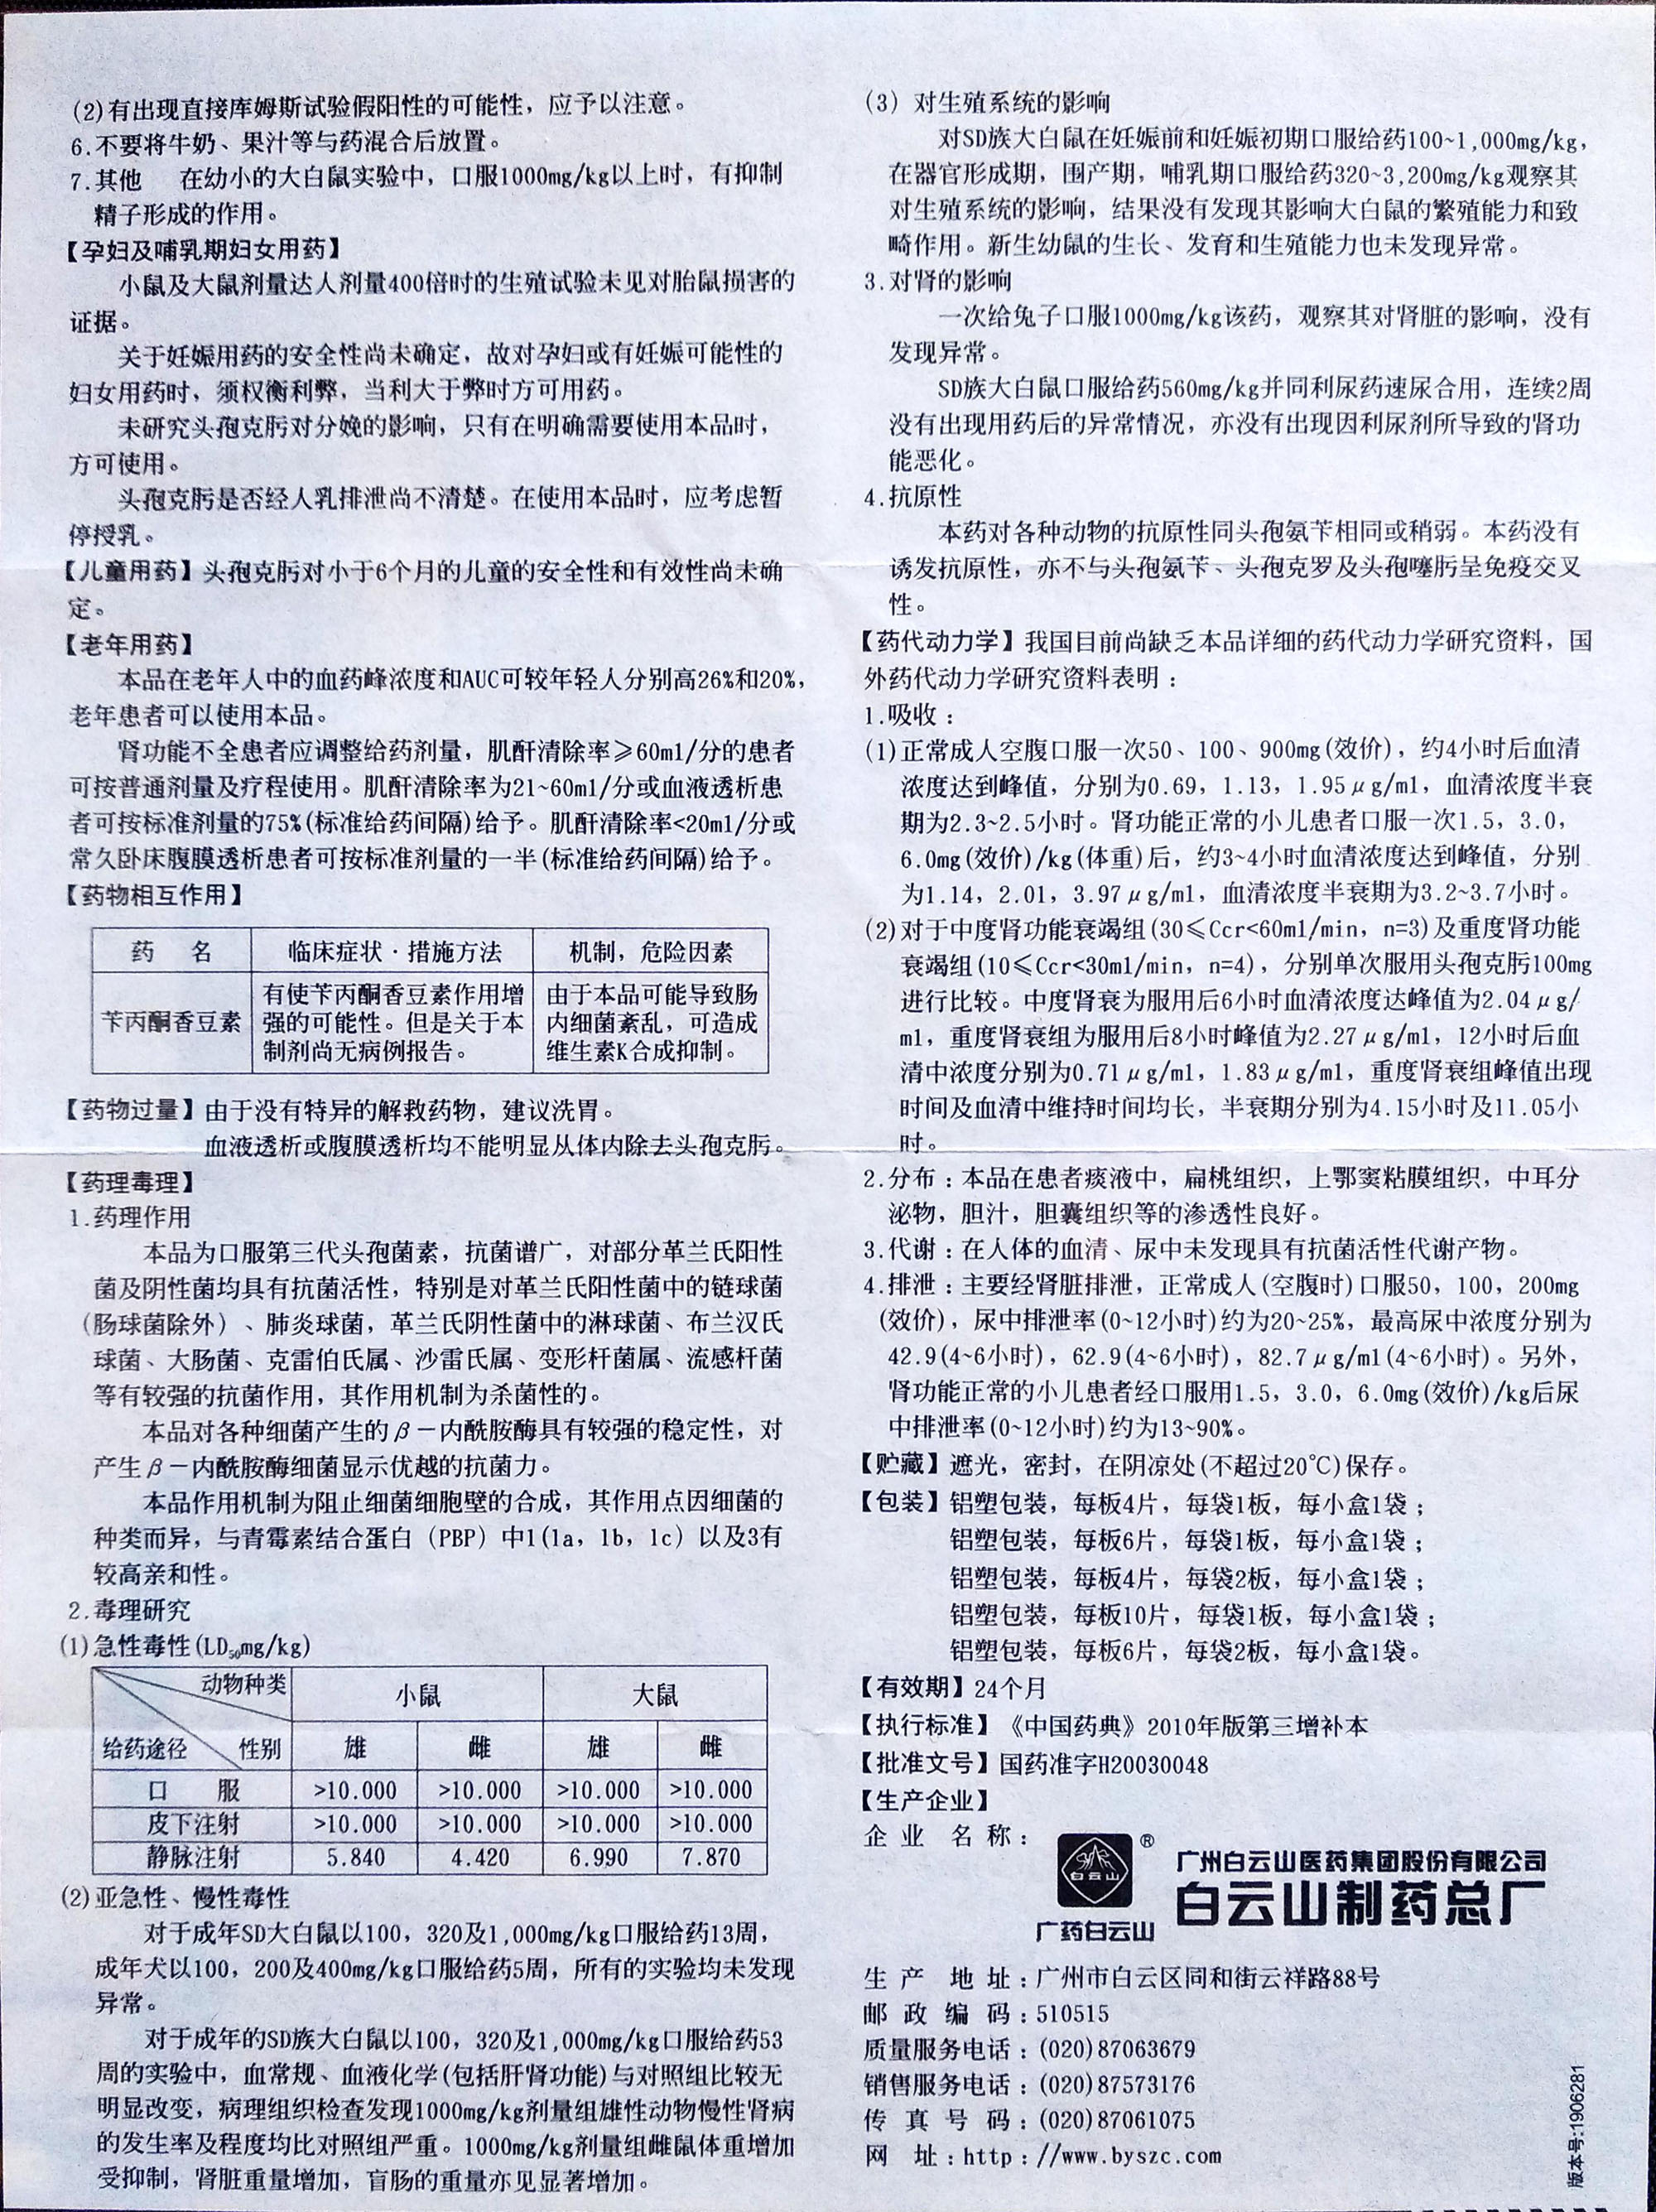 (2)有出现直接库姆斯试验假阳性的可能性，应予以注意。
6.不要将牛奶、果汁等与药混合后放置。
7.其他 在幼小的大白鼠实验中，口服1000mg/kg以上时，有抑制
精子形成的作用。
【孕妇及哺乳期妇女用药】
小鼠及大鼠剂量达人剂量400倍时的生殖试验未见对胎鼠损害的
证据。
关于妊娠用药的安全性尚未确定，故对孕妇或有妊娠可能性的
妇女用药时，须权衡利弊，当利大于弊时方可用药。
未研究头孢克肟对分娩的影响，只有在明确需要使用本品时，
方可使用。
头孢克肟是否经人乳排泄尚不清楚。在使用本品时，应考虑暂
停授乳。
【儿童用药】头孢克肟对小于6个月的儿童的安全性和有效性尚未确
定。
【老年用药】
本品在老年人中的血药峰浓度和AUC可较年轻人分别高26%和20%，
老年患者可以使用本品。
肾功能不全患者应调整给药剂量，肌酐清除率≥60ml/分的患者
可按普通剂量及疗程使用。肌酐清除率为21~60ml/分或血液透析患
者可按标准剂量的75%(标准给药间隔)给予。肌酐清除率<20ml/分或
常久卧床腹膜透析患者可按标准剂量的一半(标准给药间隔)给予。
【药物相互作用】
药 名 临床症状·措施方法 机制，危险因素
苄丙酮香豆素
有使苄丙酮香豆素作用增
强的可能性。但是关于本
制剂尚无病例报告。
由于本品可能导致肠
内细菌紊乱，可造成
维生素K合成抑制。
【药物过量】由于没有特异的解救药物，建议洗胃。
血液透析或腹膜透析均不能明显从体内除去头孢克肟。
【药理毒理】
1.药理作用
本品为口服第三代头孢菌素，抗菌谱广，对部分革兰氏阳性
菌及阴性菌均具有抗菌活性，特别是对革兰氏阳性菌中的链球菌
（肠球菌除外）、肺炎球菌，革兰氏阴性菌中的淋球菌、布兰汉氏
球菌、大肠菌、克雷伯氏属、沙雷氏属、变形杆菌属、流感杆菌
等有较强的抗菌作用，其作用机制为杀菌性的。
本品对各种细菌产生的β－内酰胺酶具有较强的稳定性，对
产生β－内酰胺酶细菌显示优越的抗菌力。
本品作用机制为阻止细菌细胞壁的合成，其作用点因细菌的
种类而异，与青霉素结合蛋白（PBP）中1(1a，1b，1c）以及3有
较高亲和性。
2.毒理研究
(1)急性毒性(LD50mg/kg)
动物种类 小鼠 大鼠
给药途径 性别 雄 雌 雄 雌
口 服 >10.000 >10.000 >10.000 >10.000
皮下注射 >10.000 >10.000 >10.000 >10.000
静脉注射 5.840 4.420 6.990 7.870
(2)亚急性、慢性毒性
对于成年SD大白鼠以100，320及1,000mg/kg口服给药13周，
成年犬以100，200及400mg/kg口服给药5周，所有的实验均未发现
异常。
对于成年的SD族大白鼠以100，320及1,000mg/kg口服给药53
周的实验中，血常规、血液化学(包括肝肾功能)与对照组比较无
明显改变，病理组织检查发现1000mg/kg剂量组雄性动物慢性肾病
的发生率及程度均比对照组严重。1000mg/kg剂量组雌鼠体重增加
受抑制，肾脏重量增加，盲肠的重量亦见显著增加。
(3) 对生殖系统的影响
对SD族大白鼠在妊娠前和妊娠初期口服给药100~1,000mg/kg，
在器官形成期，围产期，哺乳期口服给药320~3,200mg/kg观察其
对生殖系统的影响，结果没有发现其影响大白鼠的繁殖能力和致
畸作用。新生幼鼠的生长、发育和生殖能力也未发现异常。
3.对肾的影响
一次给兔子口服1000mg/kg该药，观察其对肾脏的影响，没有
发现异常。
SD族大白鼠口服给药560mg/kg并同利尿药速尿合用，连续2周
没有出现用药后的异常情况，亦没有出现因利尿剂所导致的肾功
能恶化。
4.抗原性
本药对各种动物的抗原性同头孢氨苄相同或稍弱。本药没有
诱发抗原性，亦不与头孢氨苄、头孢克罗及头孢噻肟呈免疫交叉
性。
【药代动力学】我国目前尚缺乏本品详细的药代动力学研究资料，国
外药代动力学研究资料表明：
1.吸收：
(1)正常成人空腹口服一次50、100、900mg(效价)，约4小时后血清
浓度达到峰值，分别为0.69，1.13，1.95μg/ml，血清浓度半衰
期为2.3~2.5小时。肾功能正常的小儿患者口服一次1.5，3.0，
6.0mg(效价)/kg(体重)后，约3~4小时血清浓度达到峰值，分别
为1.14，2.01，3.97μg/ml，血清浓度半衰期为3.2~3.7小时。
(2)对于中度肾功能衰竭组(30≤Ccr<60ml/min，n=3)及重度肾功能
衰竭组(10≤Ccr<30ml/min，n=4)，分别单次服用头孢克肟100mg
进行比较。中度肾衰为服用后6小时血清浓度达峰值为2.04μg/
ml，重度肾衰组为服用后8小时峰值为2.27μg/ml，12小时后血
清中浓度分别为0.71μg/ml，1.83μg/ml，重度肾衰组峰值出现
时间及血清中维持时间均长，半衰期分别为4.15小时及11.05小
时。
2.分布：本品在患者痰液中，扁桃组织，上鄂窦粘膜组织，中耳分
泌物，胆汁，胆囊组织等的渗透性良好。
3.代谢：在人体的血清、尿中未发现具有抗菌活性代谢产物。
4.排泄：主要经肾脏排泄，正常成人(空腹时)口服50，100，200mg
(效价)，尿中排泄率(0~12小时)约为20~25%，最高尿中浓度分别为
42.9(4~6小时)，62.9(4~6小时)，82.7μg/ml(4~6小时)。另外，
肾功能正常的小儿患者经口服用1.5，3.0，6.0mg(效价)/kg后尿
中排泄率(0~12小时)约为13~90%。
【贮藏】遮光，密封，在阴凉处(不超过20℃)保存。
【包装】铝塑包装，每板4片，每袋1板，每小盒1袋；
铝塑包装，每板6片，每袋1板，每小盒1袋；
铝塑包装，每板4片，每袋2板，每小盒1袋；
铝塑包装，每板10片，每袋1板，每小盒1袋；
铝塑包装，每板6片，每袋2板，每小盒1袋。
【有效期】24个月
【执行标准】《中国药典》2010年版第三增补本
【批准文号】国药准字H20030048
【生产企业】
企 业 名 称：
白云山
®
广药白云山
广州白云山医药集团股份有限公司
白云山制药总厂
生 产 地 址：广州市白云区同和街云祥路88号
邮 政 编 码：510515
质量服务电话：(020)87063679
销售服务电话：(020)87573176
传 真 号 码：(020)87061075
网 址：http://www.byszc.com
版本号:1906281